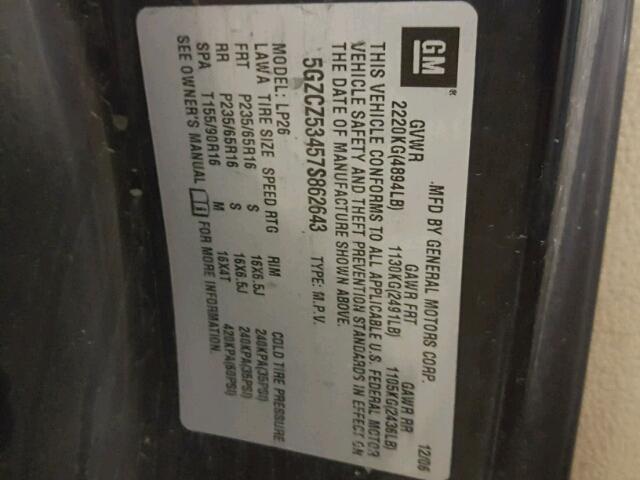 GM ®
MFD BY GENERAL MOTORS CORP. 12/06
GVWR GAWR FRT GAWR RR
2220KG(4894LB) 1130KG(2491LB) 1105KG(2436LB)
THIS VEHICLE CONFORMS TO ALL APPLICABLE U.S. FEDERAL MOTOR
VEHICLE SAFETY AND THEFT PREVENTION STANDARDS IN EFFECT ON
THE DATE OF MANUFACTURE SHOWN ABOVE.
5GZCZ53457S862643 TYPE: M.P.V.
MODEL: LP26
LAWA TIRE SIZE SPEED RTG RIM COLD TIRE PRESSURE
FRT P235/65R16 S 16X6.5J 240KPA(35PSI)
RR P235/65R16 S 16X6.5J 240KPA(35PSI)
SPA T155/90R16 M 16X4T 420KPA(60PSI)
SEE OWNER'S MANUAL FOR MORE INFORMATION.